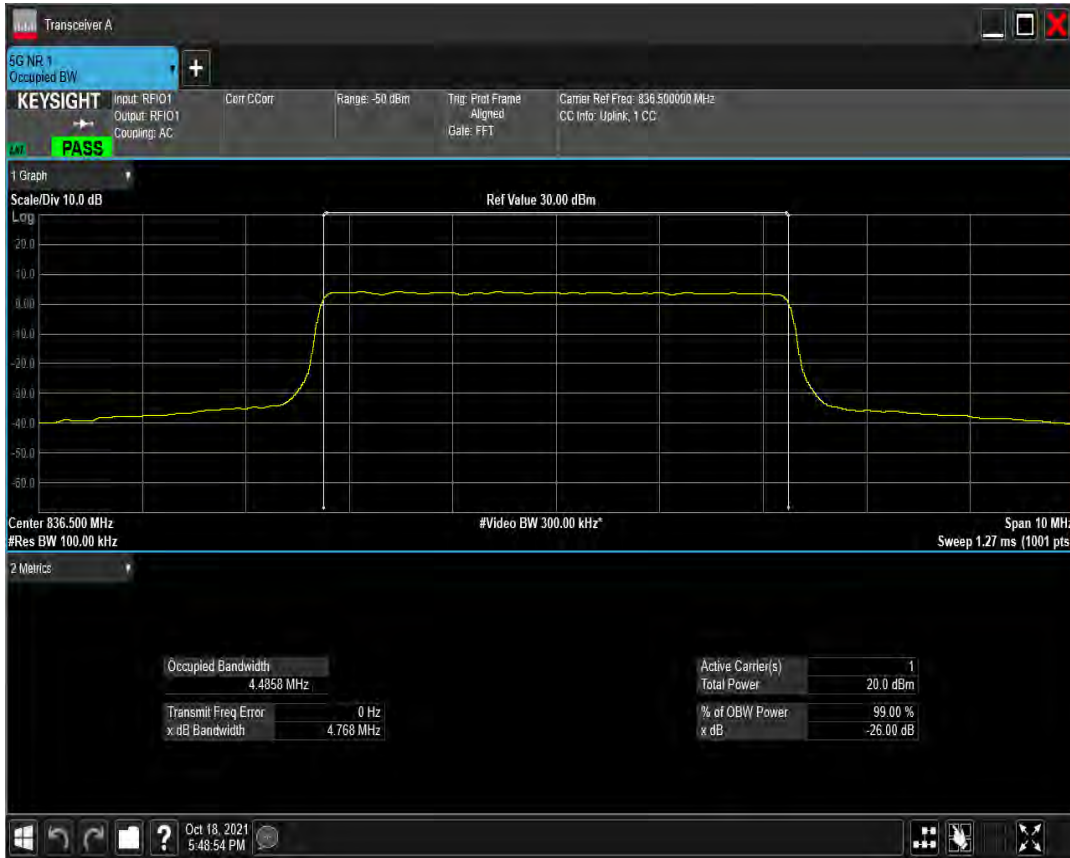 Transceiver A
5G NR 1
Occupied BW
+
KEYSIGHT
Input: RFIO1
Output: RFIO1
Coupling: AC
Corr CCorr
Range: -50 dBm
Trig: Prot Frame
Aligned
Gate: FFT
Carrier Ref Freq: 836.500000 MHz
CC Info: Uplink, 1 CC
PASS
1 Graph
Scale/Div 10.0 dB
Ref Value 30.00 dBm
Log
20.0
10.0
0.00
-10.0
-20.0
-30.0
-40.0
-50.0
-60.0
Center 836.500 MHz
#Video BW 300.00 kHz*
Span 10 MHz
#Res BW 100.00 kHz
Sweep 1.27 ms (1001 pts
2 Metrics
Occupied Bandwidth
4.4858 MHz
Transmit Freq Error 0 Hz
x dB Bandwidth 4.768 MHz
Active Carrier(s) 1
Total Power 20.0 dBm
% of OBW Power 99.00 %
x dB -26.00 dB
?
Oct 18, 2021
5:48:54 PM